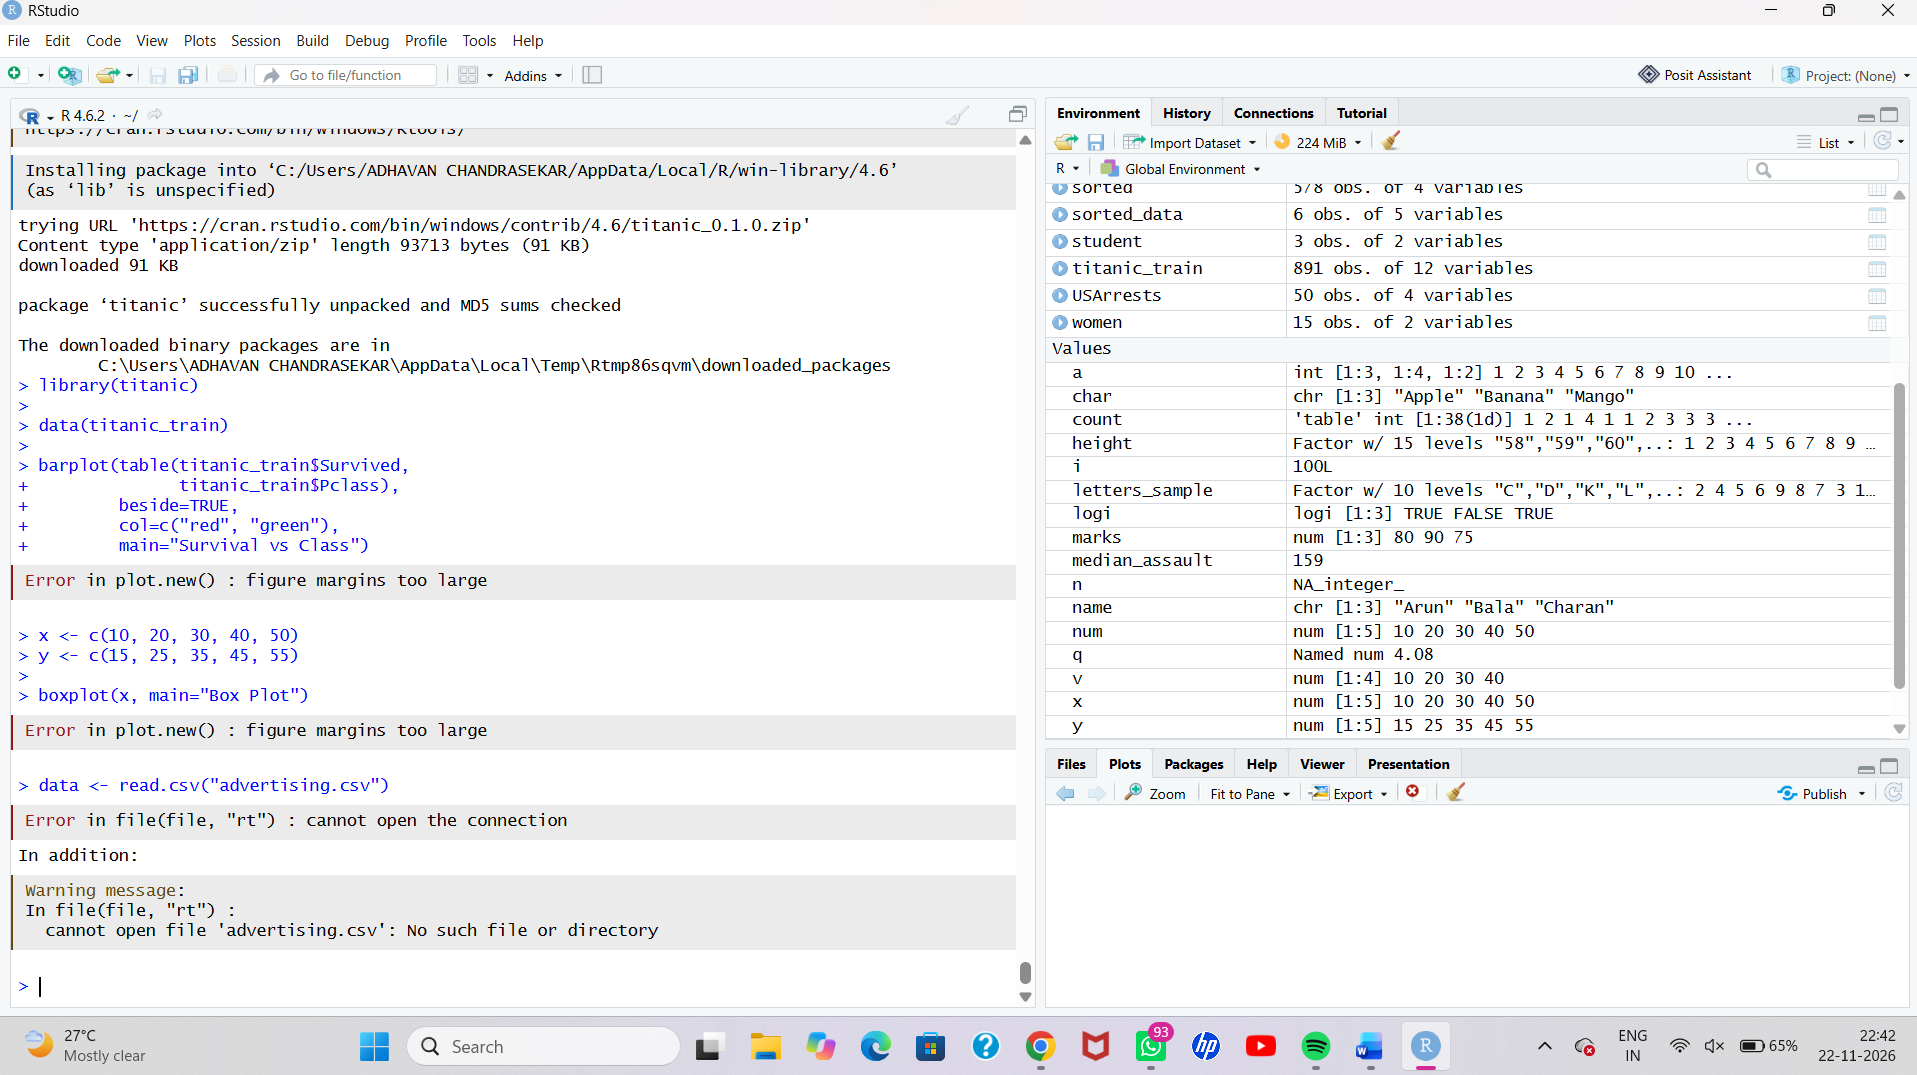 RStudio
File Edit Code View Plots Session Build Debug Profile Tools Help
Go to file/function Addins Posit Assistant Project: (None)
R 4.6.2 · ~/
https://cran.rstudio.com/bin/windows/Rtools/
Installing package into ‘C:/Users/ADHAVAN CHANDRASEKAR/AppData/Local/R/win-library/4.6’
(as ‘lib’ is unspecified)
trying URL 'https://cran.rstudio.com/bin/windows/contrib/4.6/titanic_0.1.0.zip'
Content type 'application/zip' length 93713 bytes (91 KB)
downloaded 91 KB
package ‘titanic’ successfully unpacked and MD5 sums checked
The downloaded binary packages are in
C:\Users\ADHAVAN CHANDRASEKAR\AppData\Local\Temp\Rtmp86sqvm\downloaded_packages
> library(titanic)
>
> data(titanic_train)
>
> barplot(table(titanic_train$Survived,
+ titanic_train$Pclass),
+ beside=TRUE,
+ col=c("red", "green"),
+ main="Survival vs Class")
Error in plot.new() : figure margins too large
> x <- c(10, 20, 30, 40, 50)
> y <- c(15, 25, 35, 45, 55)
>
> boxplot(x, main="Box Plot")
Error in plot.new() : figure margins too large
> data <- read.csv("advertising.csv")
Error in file(file, "rt") : cannot open the connection
In addition:
Warning message:
In file(file, "rt") :
cannot open file 'advertising.csv': No such file or directory
>
Environment History Connections Tutorial
Import Dataset 224 MiB List
R Global Environment
sorted 578 obs. of 4 variables
sorted_data 6 obs. of 5 variables
student 3 obs. of 2 variables
titanic_train 891 obs. of 12 variables
USArrests 50 obs. of 4 variables
women 15 obs. of 2 variables
Values
a int [1:3, 1:4, 1:2] 1 2 3 4 5 6 7 8 9 10 ...
char chr [1:3] "Apple" "Banana" "Mango"
count 'table' int [1:38(1d)] 1 2 1 4 1 1 2 3 3 3 ...
height Factor w/ 15 levels "58","59","60",..: 1 2 3 4 5 6 7 8 9 …
i 100L
letters_sample Factor w/ 10 levels "C","D","K","L",..: 2 4 5 6 9 8 7 3 1…
logi logi [1:3] TRUE FALSE TRUE
marks num [1:3] 80 90 75
median_assault 159
n NA_integer_
name chr [1:3] "Arun" "Bala" "Charan"
num num [1:5] 10 20 30 40 50
q Named num 4.08
v num [1:4] 10 20 30 40
x num [1:5] 10 20 30 40 50
y num [1:5] 15 25 35 45 55
Files Plots Packages Help Viewer Presentation
Zoom Fit to Pane Export Publish
27°C
Mostly clear
Search
93
hp
ENG
IN
65%
22:42
22-11-2026